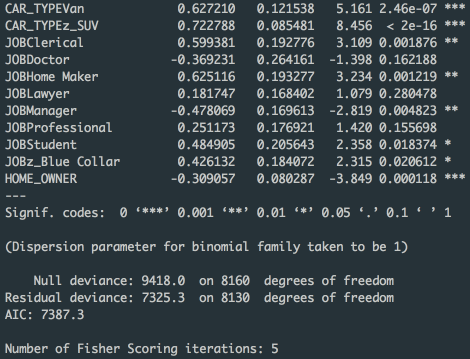 CAR_TYPEVan 0.627210 0.121538 5.161 2.46e-07 ***
CAR_TYPEz_SUV 0.722788 0.085481 8.456 < 2e-16 ***
JOBClerical 0.599381 0.192776 3.109 0.001876 **
JOBDoctor -0.369231 0.264161 -1.398 0.162188
JOBHome Maker 0.625116 0.193277 3.234 0.001219 **
JOBLawyer 0.181747 0.168402 1.079 0.280478
JOBManager -0.478069 0.169613 -2.819 0.004823 **
JOBProfessional 0.251173 0.176921 1.420 0.155698
JOBStudent 0.484905 0.205643 2.358 0.018374 *
JOBz_Blue Collar 0.426132 0.184072 2.315 0.020612 *
HOME_OWNER -0.309057 0.080287 -3.849 0.000118 ***
---
Signif. codes: 0 ‘***’ 0.001 ‘**’ 0.01 ‘*’ 0.05 ‘.’ 0.1 ‘ ’ 1
(Dispersion parameter for binomial family taken to be 1)
Null deviance: 9418.0 on 8160 degrees of freedom
Residual deviance: 7325.3 on 8130 degrees of freedom
AIC: 7387.3
Number of Fisher Scoring iterations: 5